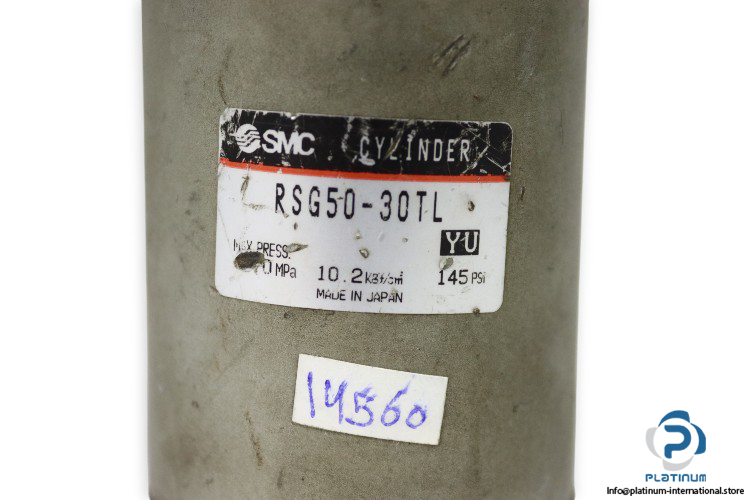 SMC CYLINDER
RSG50-30TL
YU
PRESS.
MPa 10.2 kgf/cm² 145 PSi
MADE IN JAPAN
14560
PLATINUM
Info@platinum-international.store